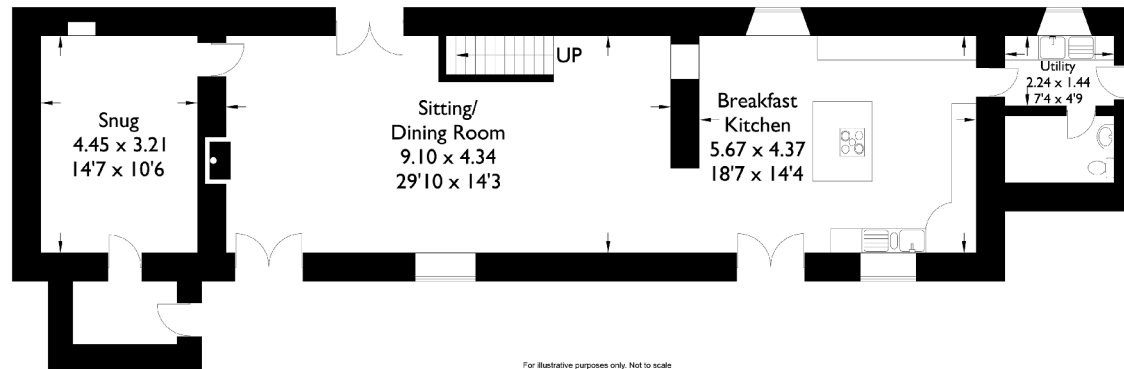 Snug
4.45 x 3.21
14'7 x 10'6
UP
Sitting/
Dining Room
9.10 x 4.34
29'10 x 14'3
Breakfast
Kitchen
5.67 x 4.37
18'7 x 14'4
Utility
2.24 x 1.44
7'4 x 4'9
For illustrative purposes only. Not to scale